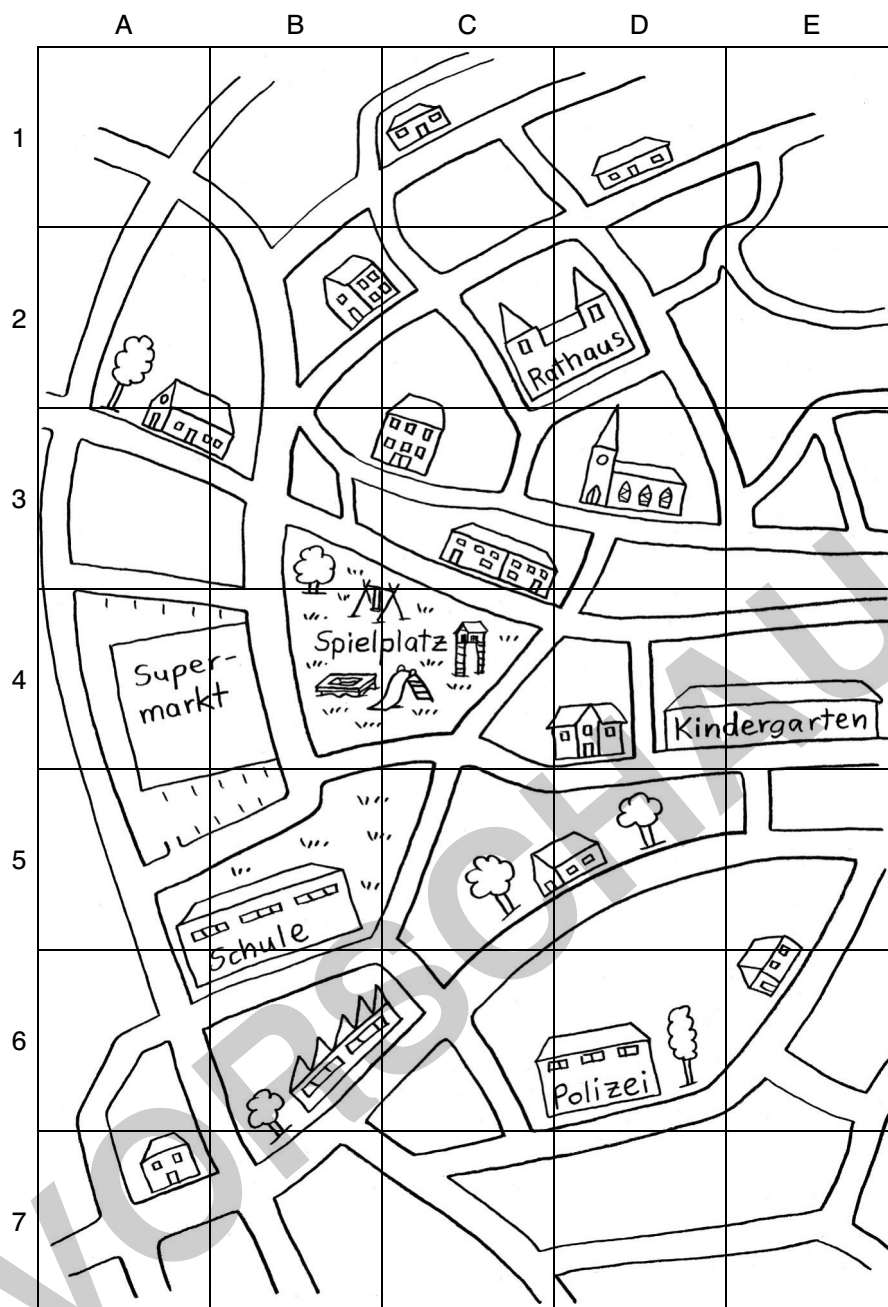 A B C D E
1
2
Rathaus
3
4
Spielplatz
Super-
markt
Kindergarten
5
Schule
6
Polizei
7
VORSCHAU